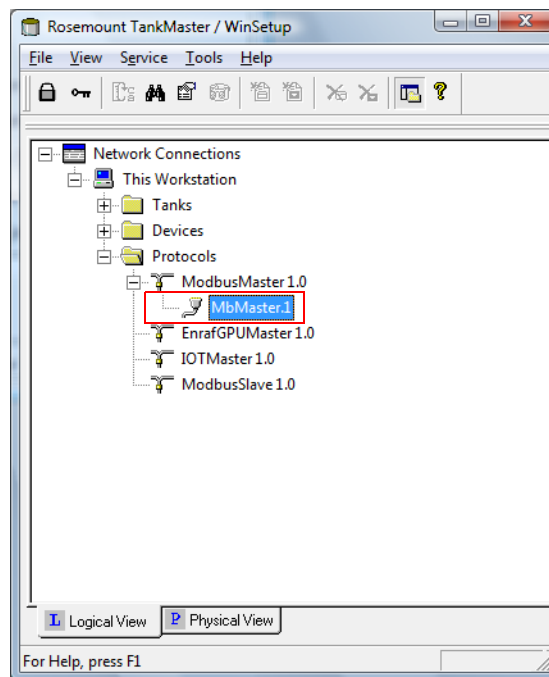 Rosemount TankMaster / WinSetup
File View Service Tools Help
Network Connections
This Workstation
Tanks
Devices
Protocols
ModbusMaster 1.0
MbMaster.1
EnrafGPUMaster 1.0
IOTMaster 1.0
ModbusSlave 1.0
L Logical View P Physical View
For Help, press F1